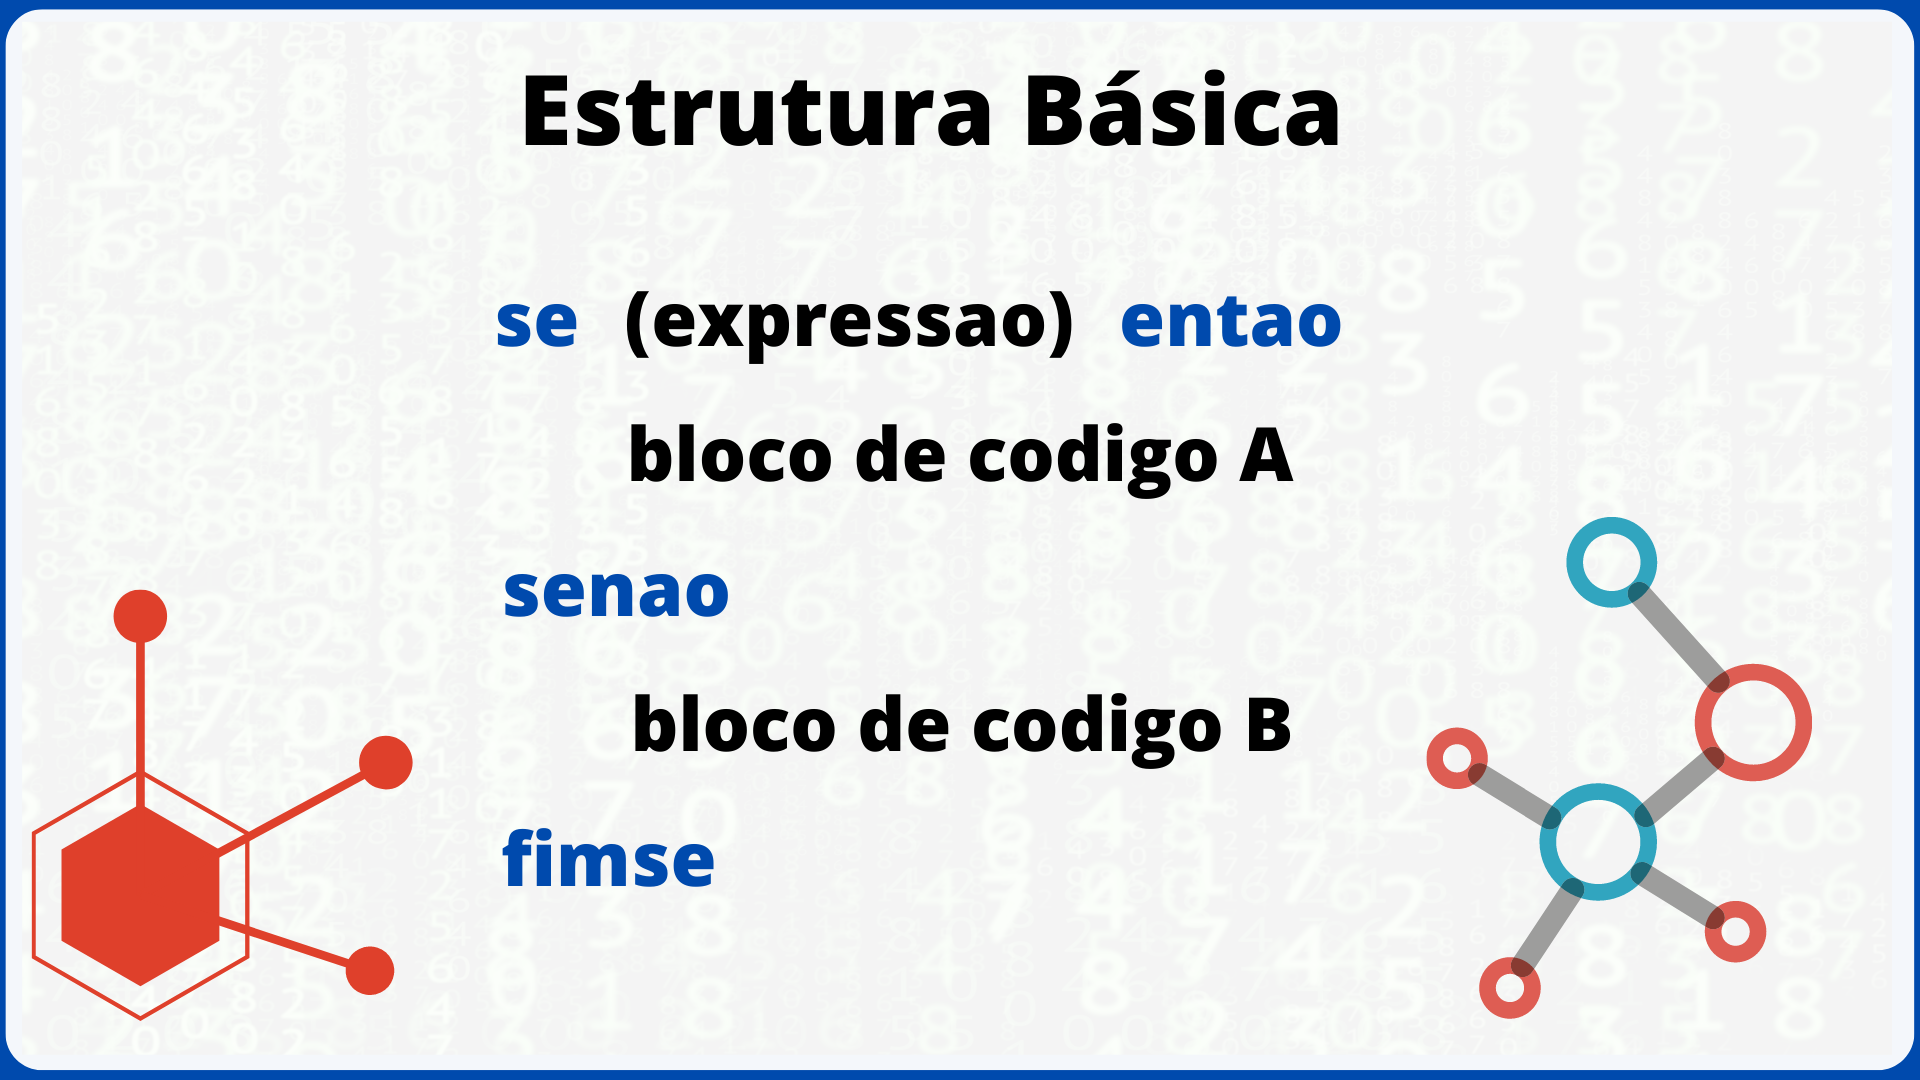 Estrutura Básica
se (expressao) entao
bloco de codigo A
senao
bloco de codigo B
fimse